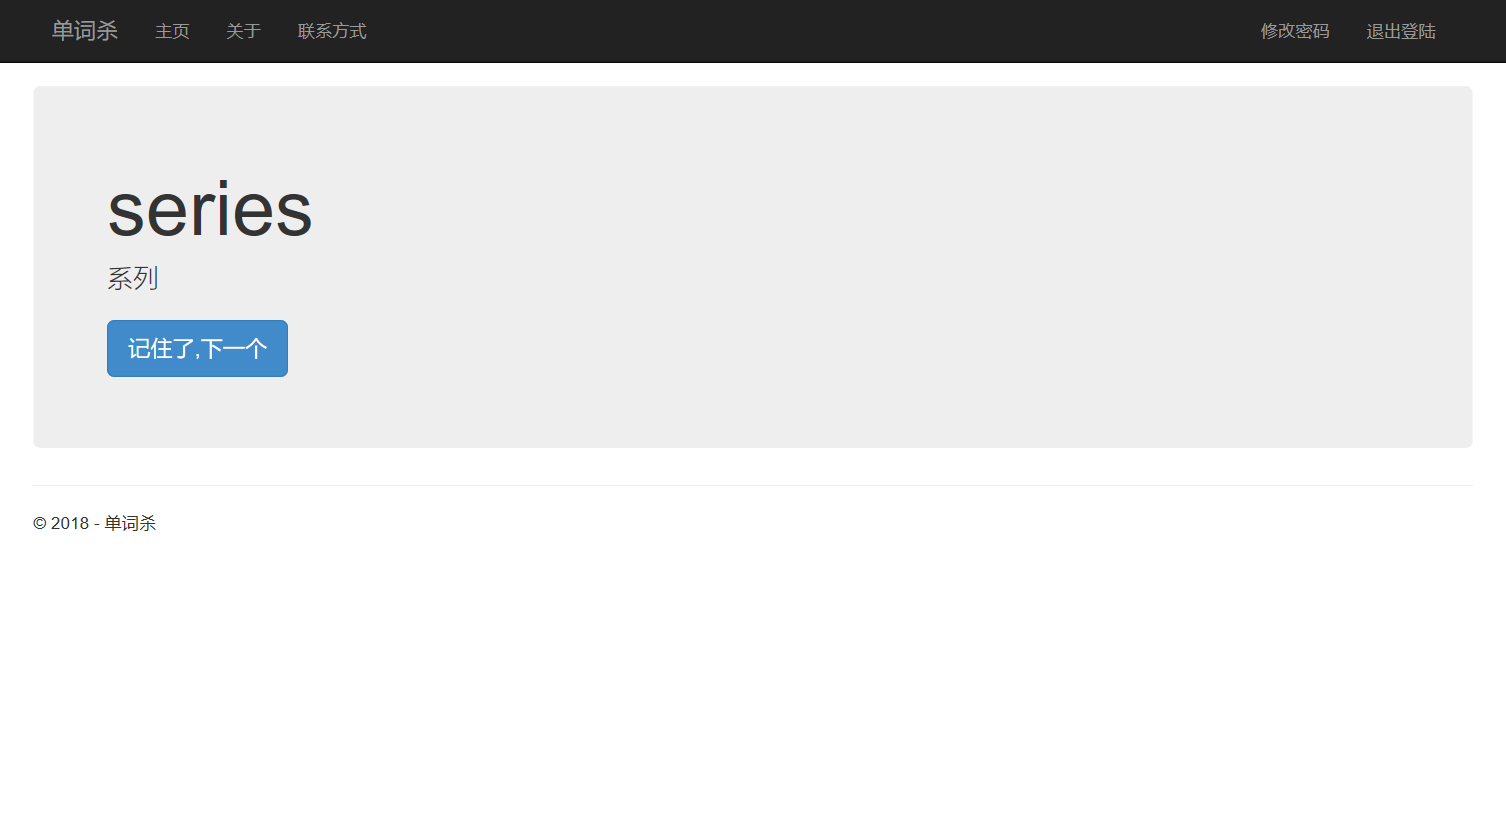 单词杀 主页 关于 联系方式 修改密码 退出登陆
series
系列
记住了,下一个
© 2018 - 单词杀